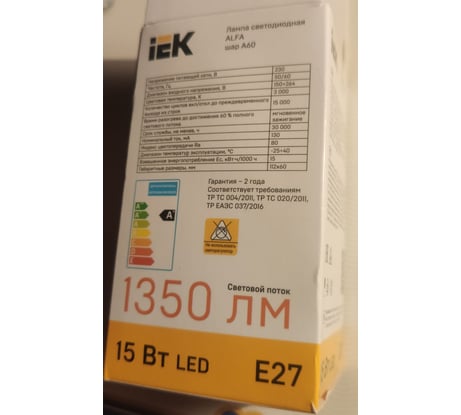 IEK
Лампа светодиодная
ALFA
шар A60
Напряжение питающей сети, В 230
Частота, Гц 50/60
Диапазон входного напряжения, В
Цветовая температура, К 3 000
Количество циклов вкл/откл до преждевременного выхода из строя 15 000
Время разогрева до достижения 60 % полного светового потока мгновенное зажигание
Срок службы, не менее, ч 30 000
Номинальный ток, мА 130
Индекс цветопередачи Ra 80
Диапазон температур эксплуатации, °C -25÷40
Взвешенное энергопотребление Ec, кВт·ч/1000 ч 15
Габаритные размеры, мм 112x60
Гарантия – 2 года
Соответствует требованиям
ТР ТС 004/2011, ТР ТС 020/2011,
ТР ЕАЭС 037/2016
A
A
Не использовать
светорегулятор
Световой поток
1350 лм
15 Вт LED
E27